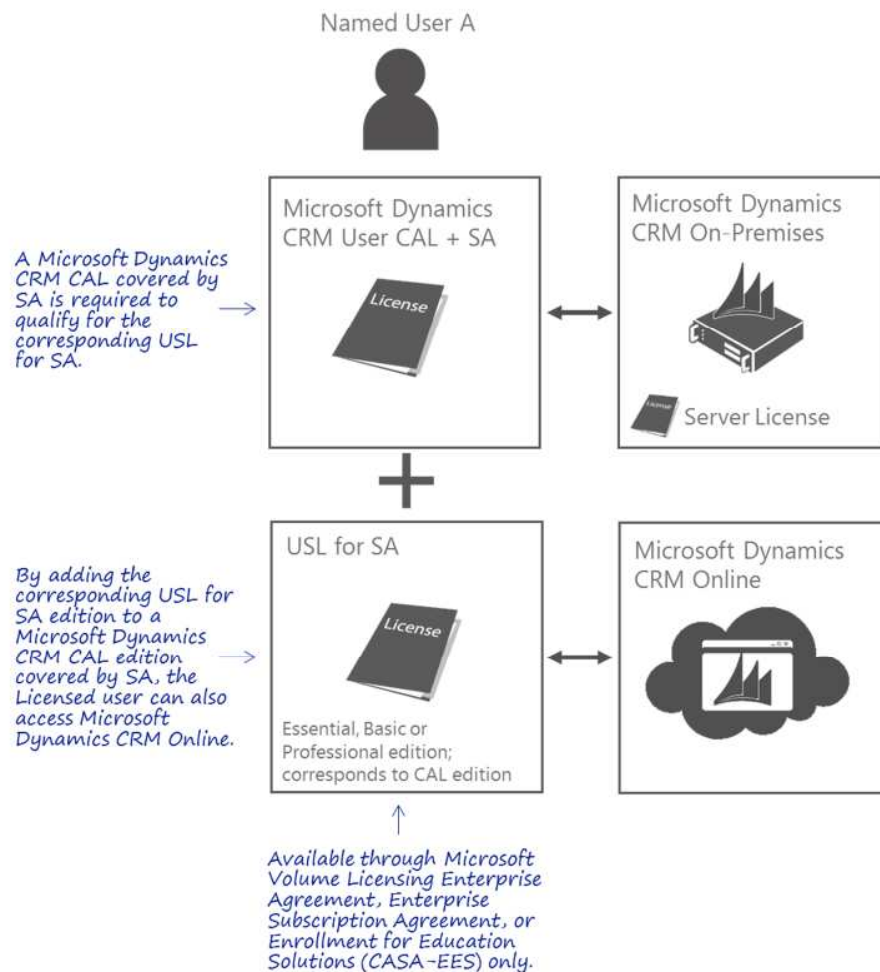 Named User A
Microsoft Dynamics
CRM User CAL + SA
License
Microsoft Dynamics
CRM On-Premises
License
Server License
A Microsoft Dynamics
CRM CAL covered by
SA is required to
qualify for the
corresponding USL
for SA.
USL for SA
License
Essential, Basic or
Professional edition;
corresponds to CAL edition
Microsoft Dynamics
CRM Online
By adding the
corresponding USL for
SA edition to a
Microsoft Dynamics
CRM CAL edition
covered by SA, the
Licensed user can also
access Microsoft
Dynamics CRM Online.
Available through Microsoft
Volume Licensing Enterprise
Agreement, Enterprise
Subscription Agreement, or
Enrollment for Education
Solutions (CASA-EES) only.